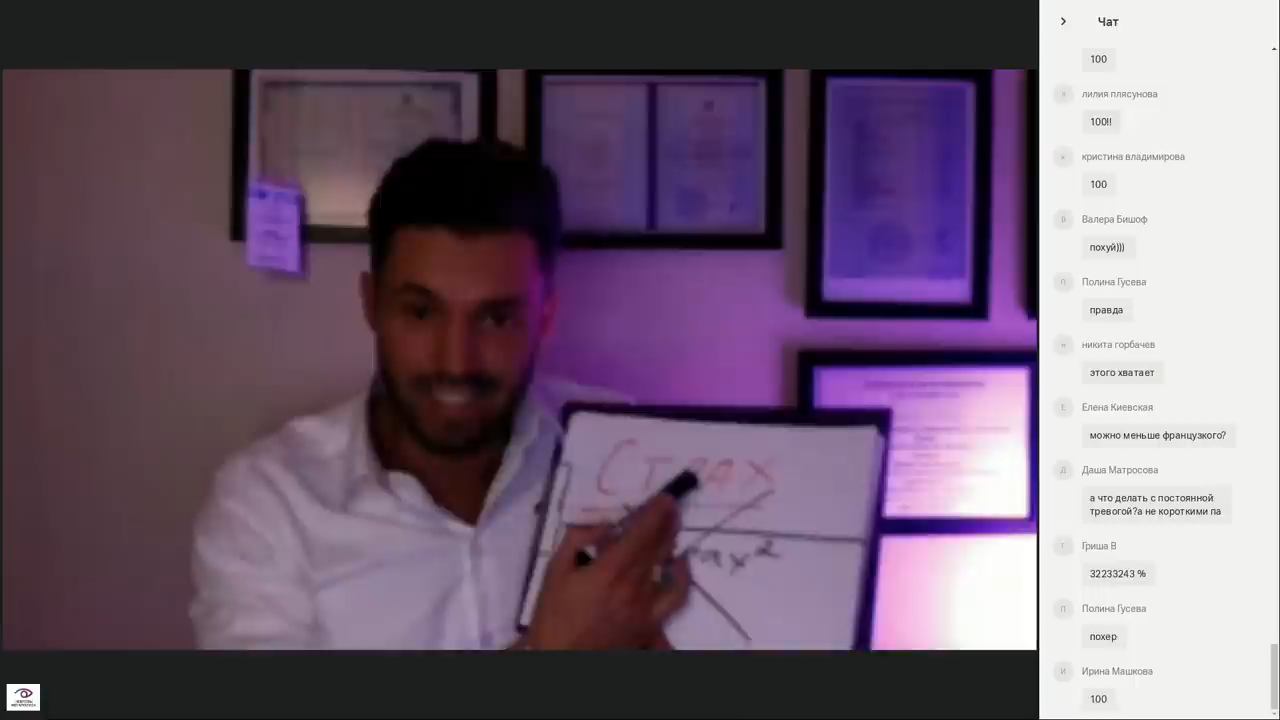 Чат
100
лилия плясунова
100!!
кристина владимирова
100
Валера Бишоф
похуй)))
Полина Гусева
правда
никита горбачев
этого хватает
Елена Киевская
можно меньше французкого?
Даша Матросова
а что делать с постоянной
тревогой?а не короткими па
Гриша В
32233243 %
Полина Гусева
похер
Ирина Машкова
100
Страх